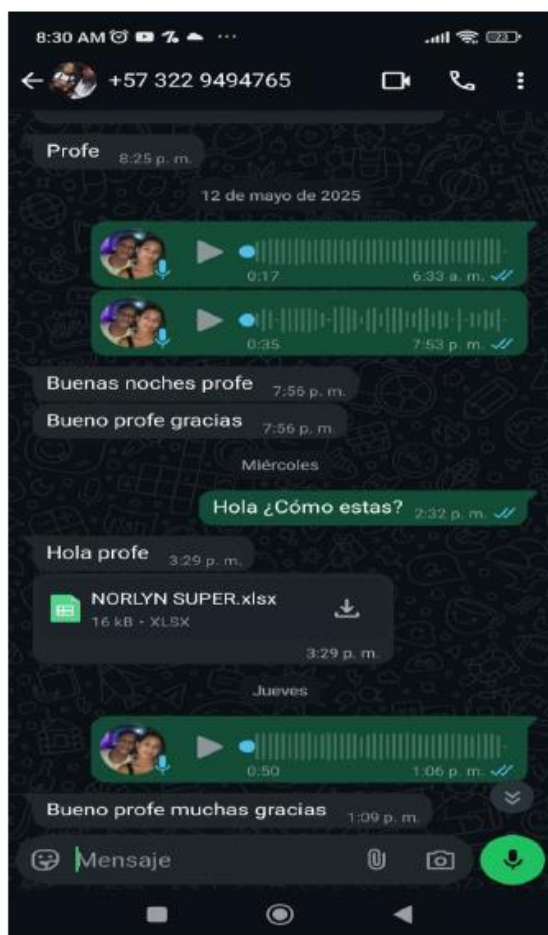 8:30 AM ...
23
+57 322 9494765
Profe 8:25 p. m.
12 de mayo de 2025
0:17 6:33 a. m.
0:35 7:53 p. m.
Buenas noches profe 7:56 p. m.
Bueno profe gracias 7:56 p. m.
Miércoles
Hola ¿Cómo estas? 2:32 p. m.
Hola profe 3:29 p. m.
NORLYN SUPER.xlsx
16 kB • XLSX
3:29 p. m.
Jueves
0:50 1:06 p. m.
Bueno profe muchas gracias 1:09 p. m.
Mensaje